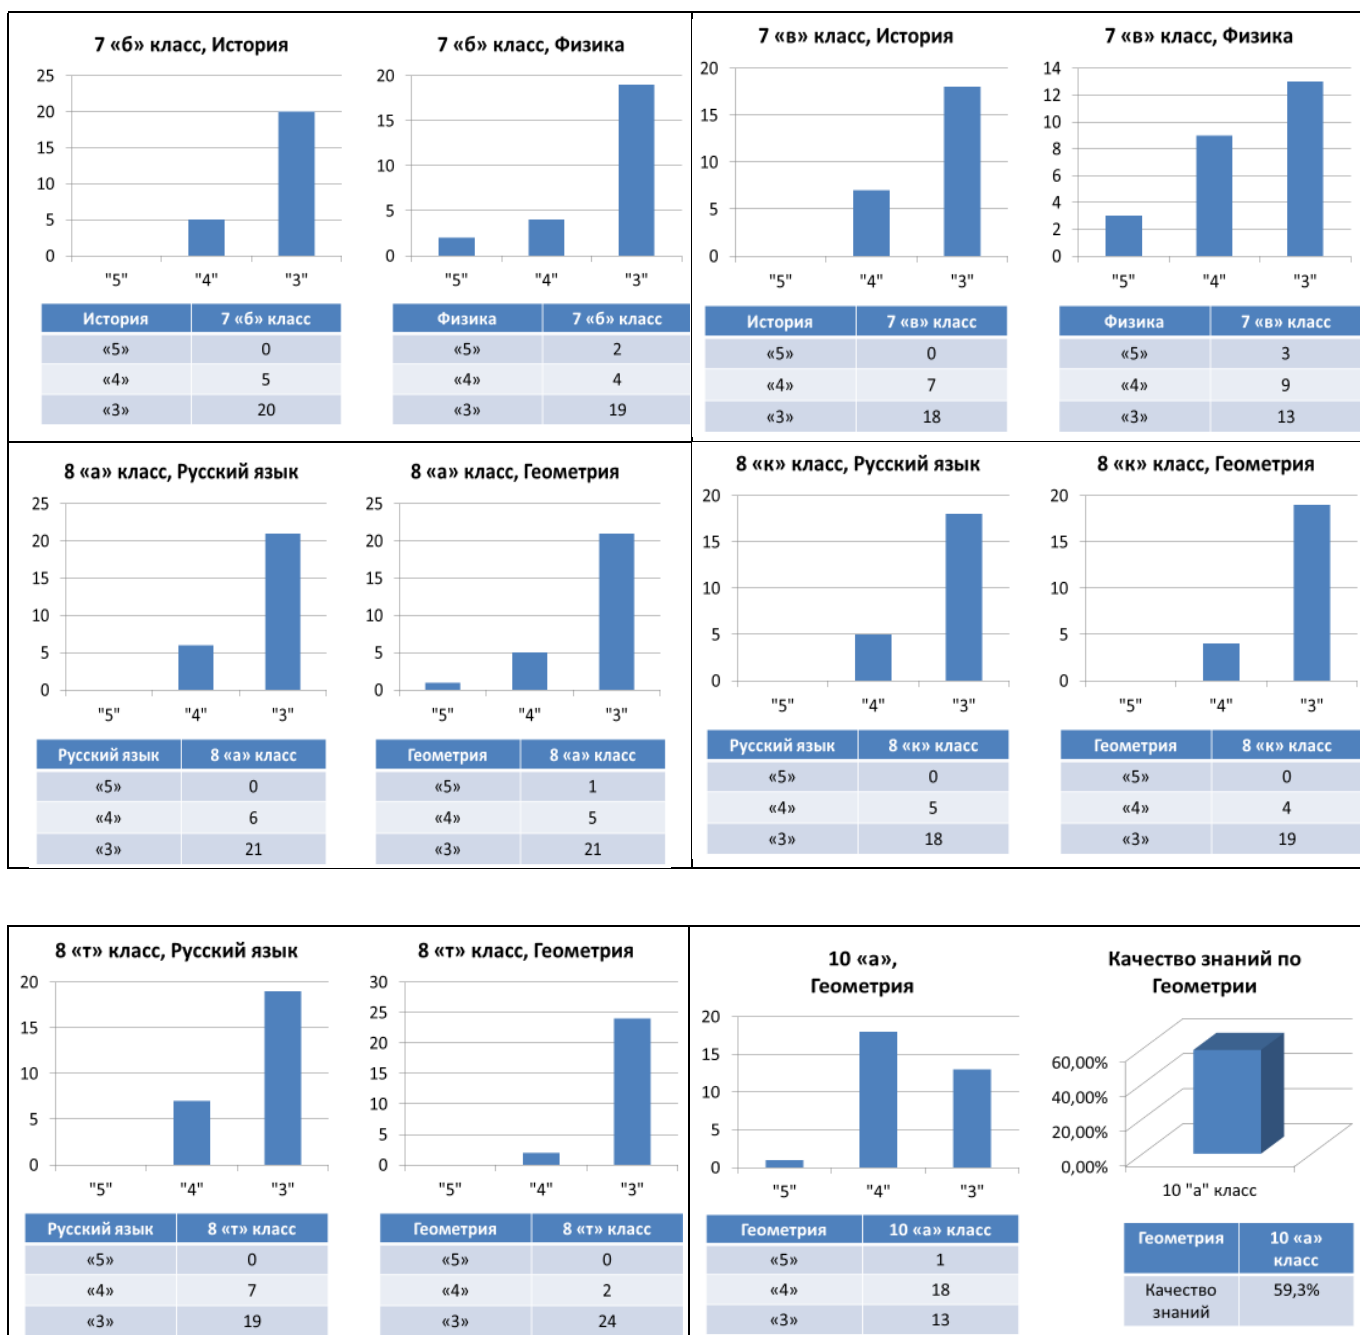 7 «б» класс, История
25
20
15
10
5
0
"5" "4" "3"
История 7 «б» класс
«5» 0
«4» 5
«3» 20
7 «б» класс, Физика
20
15
10
5
0
"5" "4" "3"
Физика 7 «б» класс
«5» 2
«4» 4
«3» 19
7 «в» класс, История
20
15
10
5
0
"5" "4" "3"
История 7 «в» класс
«5» 0
«4» 7
«3» 18
7 «в» класс, Физика
14
12
10
8
6
4
2
0
"5" "4" "3"
Физика 7 «в» класс
«5» 3
«4» 9
«3» 13
8 «а» класс, Русский язык
25
20
15
10
5
0
"5" "4" "3"
Русский язык 8 «а» класс
«5» 0
«4» 6
«3» 21
8 «а» класс, Геометрия
25
20
15
10
5
0
"5" "4" "3"
Геометрия 8 «а» класс
«5» 1
«4» 5
«3» 21
8 «к» класс, Русский язык
20
15
10
5
0
"5" "4" "3"
Русский язык 8 «к» класс
«5» 0
«4» 5
«3» 18
8 «к» класс, Геометрия
20
15
10
5
0
"5" "4" "3"
Геометрия 8 «к» класс
«5» 0
«4» 4
«3» 19
8 «т» класс, Русский язык
20
15
10
5
0
"5" "4" "3"
Русский язык 8 «т» класс
«5» 0
«4» 7
«3» 19
8 «т» класс, Геометрия
30
25
20
15
10
5
0
"5" "4" "3"
Геометрия 8 «т» класс
«5» 0
«4» 2
«3» 24
10 «а»,
Геометрия
20
15
10
5
0
"5" "4" "3"
Геометрия 10 «а» класс
«5» 1
«4» 18
«3» 13
Качество знаний по
Геометрии
60,00%
40,00%
20,00%
0,00%
10 "а" класс
Геометрия 10 «а»
класс
Качество 59,3%
знаний